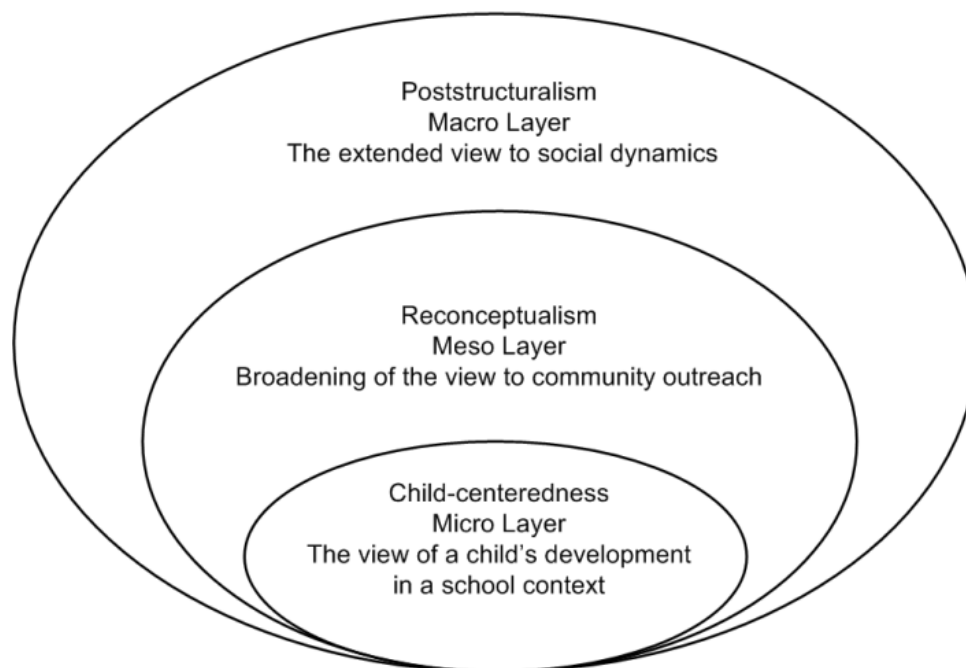 Poststructuralism
Macro Layer
The extended view to social dynamics
Reconceptualism
Meso Layer
Broadening of the view to community outreach
Child-centeredness
Micro Layer
The view of a child’s development
in a school context